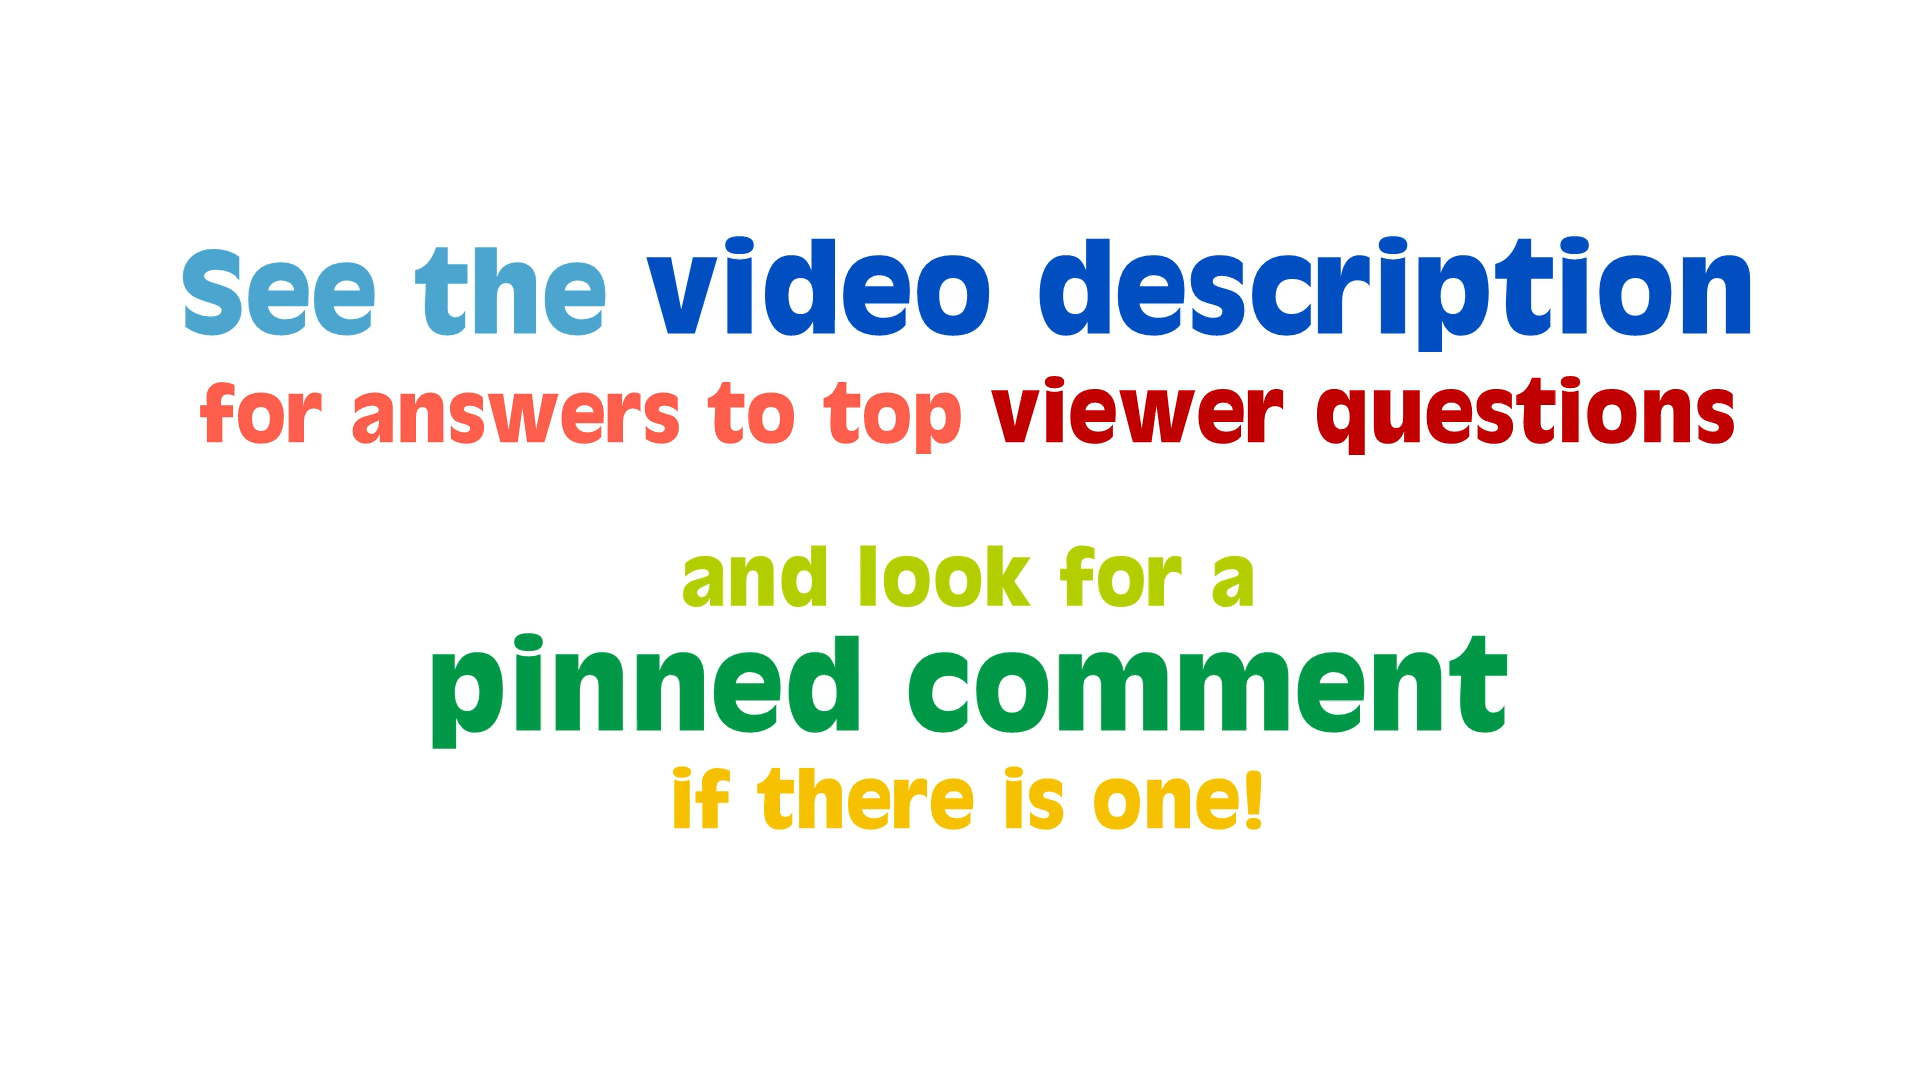 See the video description
for answers to top viewer questions
and look for a
pinned comment
if there is one!